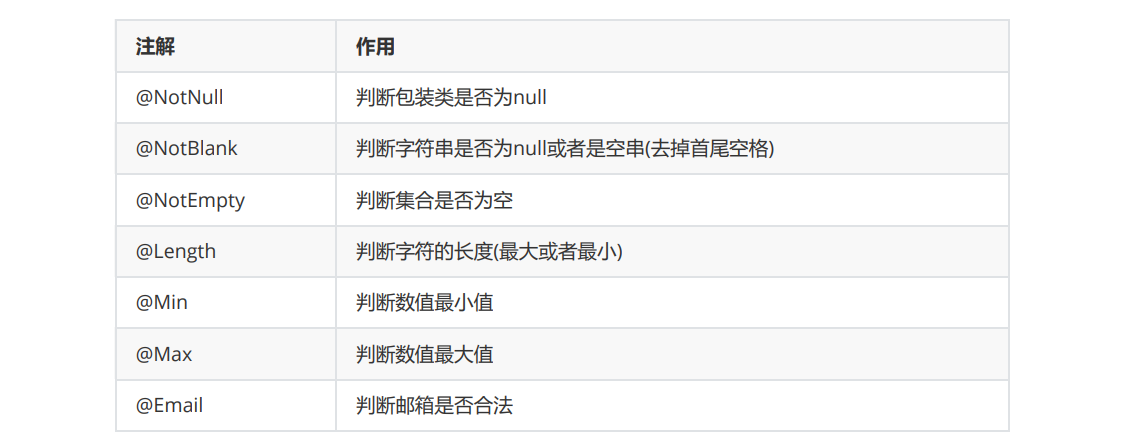 注解 作用
@NotNull 判断包装类是否为null
@NotBlank 判断字符串是否为null或者是空串(去掉首尾空格)
@NotEmpty 判断集合是否为空
@Length 判断字符的长度(最大或者最小)
@Min 判断数值最小值
@Max 判断数值最大值
@Email 判断邮箱是否合法